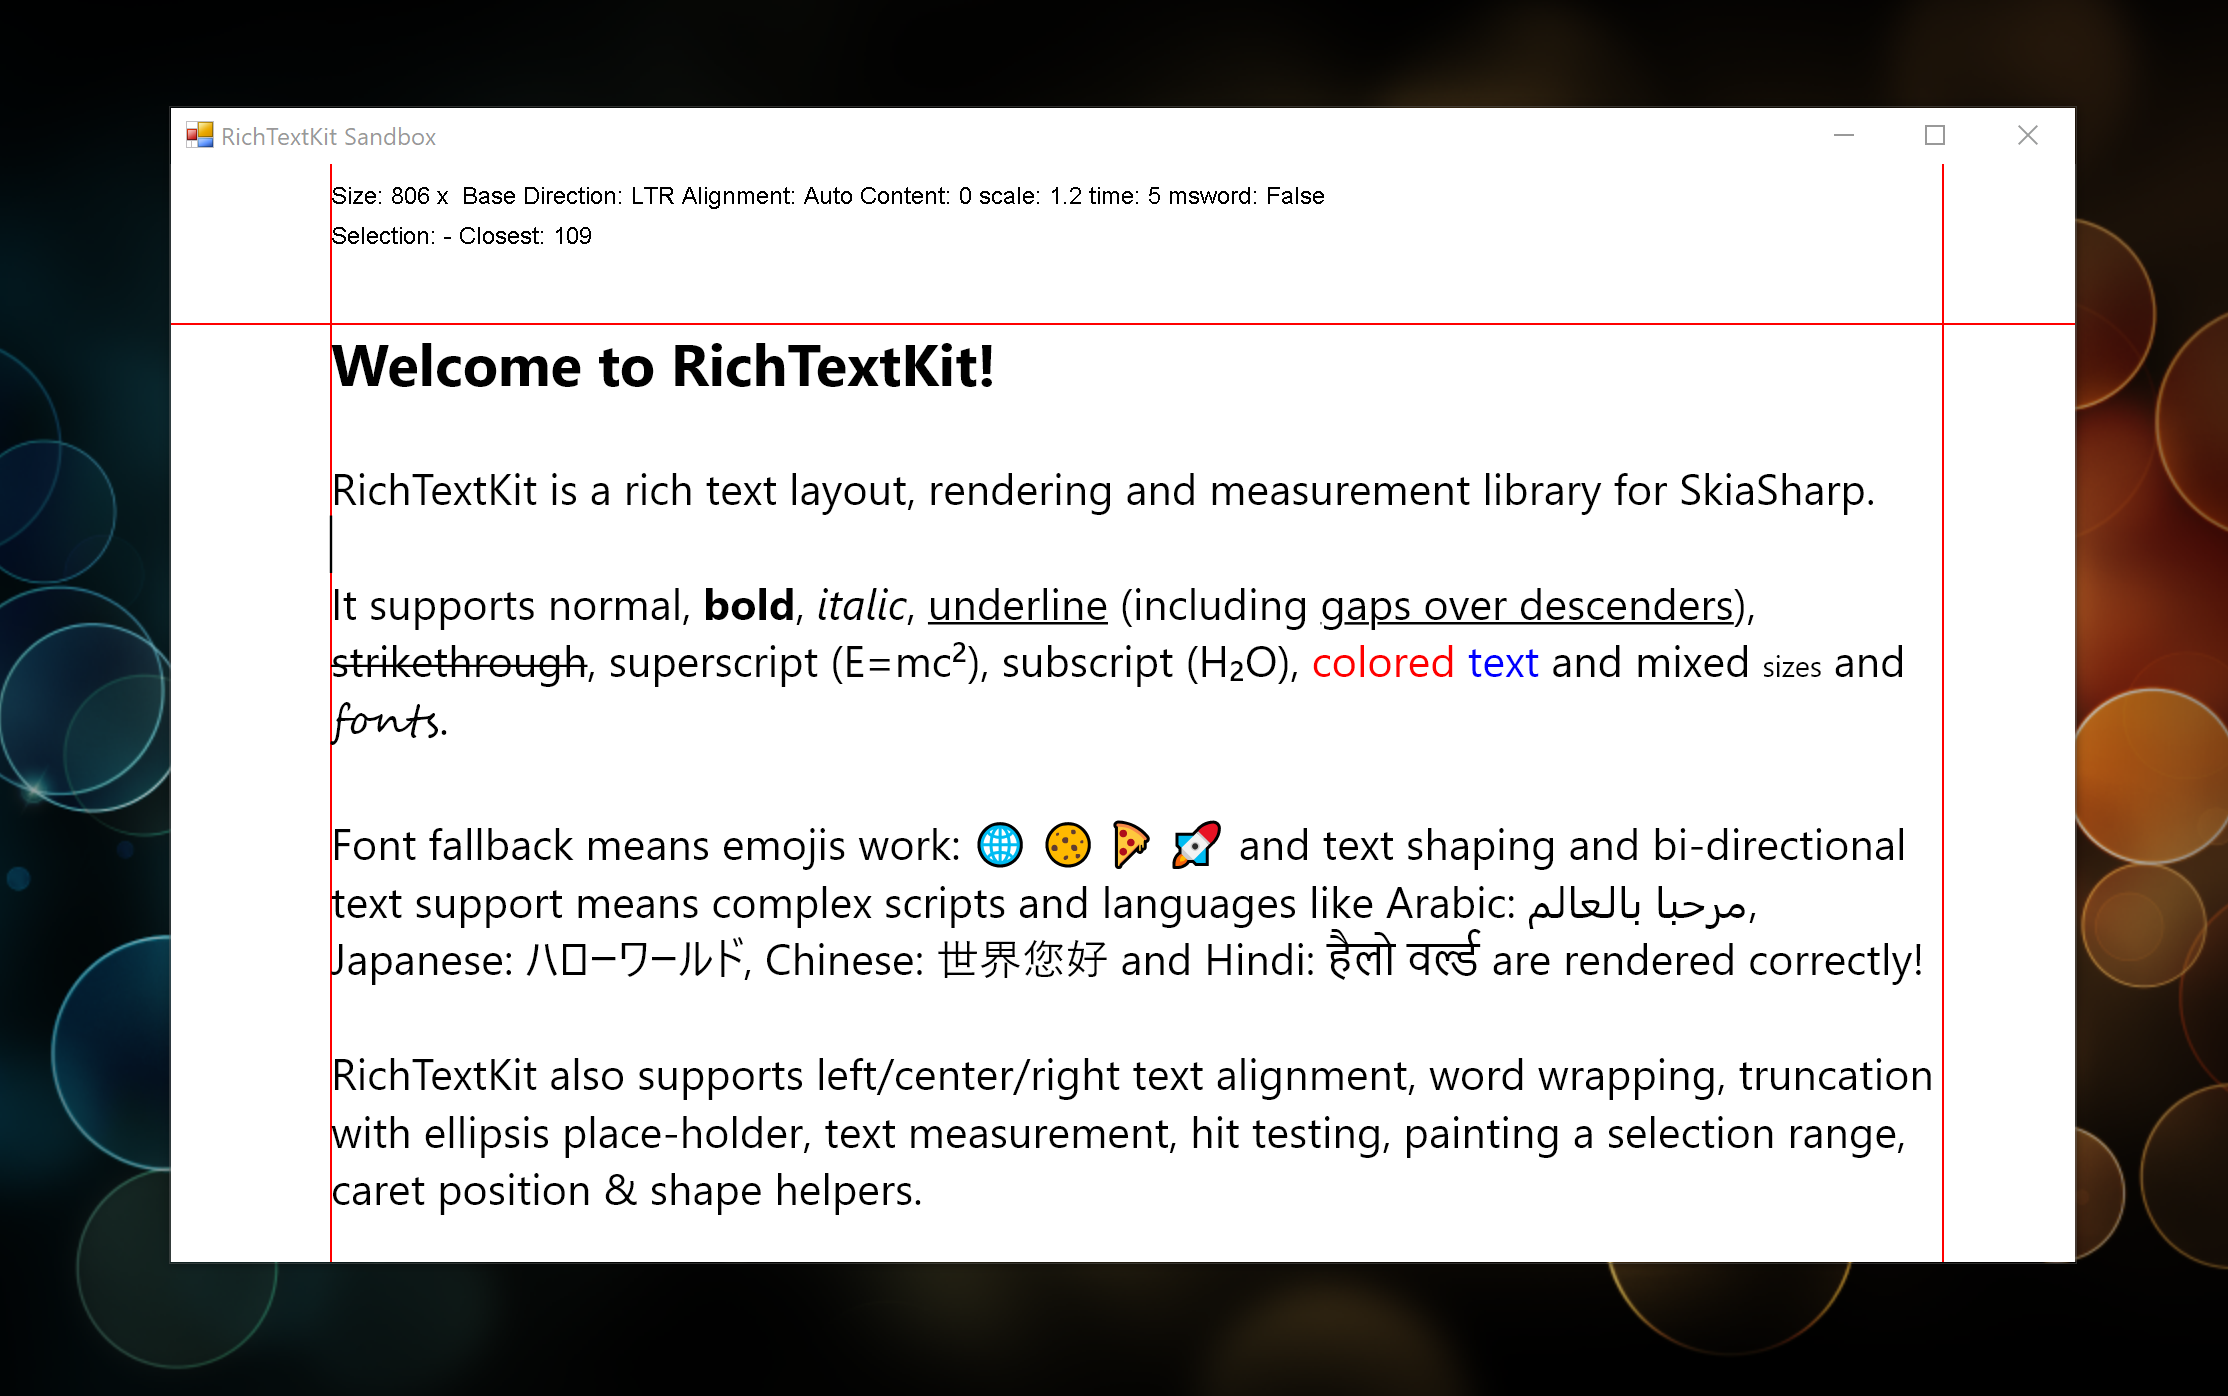 RichTextKit Sandbox
Size: 806 x  Base Direction: LTR Alignment: Auto Content: 0 scale: 1.2 time: 5 msword: False
Selection: - Closest: 109
Welcome to RichTextKit!
RichTextKit is a rich text layout, rendering and measurement library for SkiaSharp.
It supports normal, bold, italic, underline (including gaps over descenders),
strikethrough, superscript (E=mc²), subscript (H₂O), colored text and mixed sizes and
fonts.
Font fallback means emojis work: 🌐 🍪 🍕 🚀 and text shaping and bi-directional
text support means complex scripts and languages like Arabic: مرحبا بالعالم,
Japanese: ハローワールド, Chinese: 世界您好 and Hindi: हैलो वर्ल्ड are rendered correctly!
RichTextKit also supports left/center/right text alignment, word wrapping, truncation
with ellipsis place-holder, text measurement, hit testing, painting a selection range,
caret position & shape helpers.